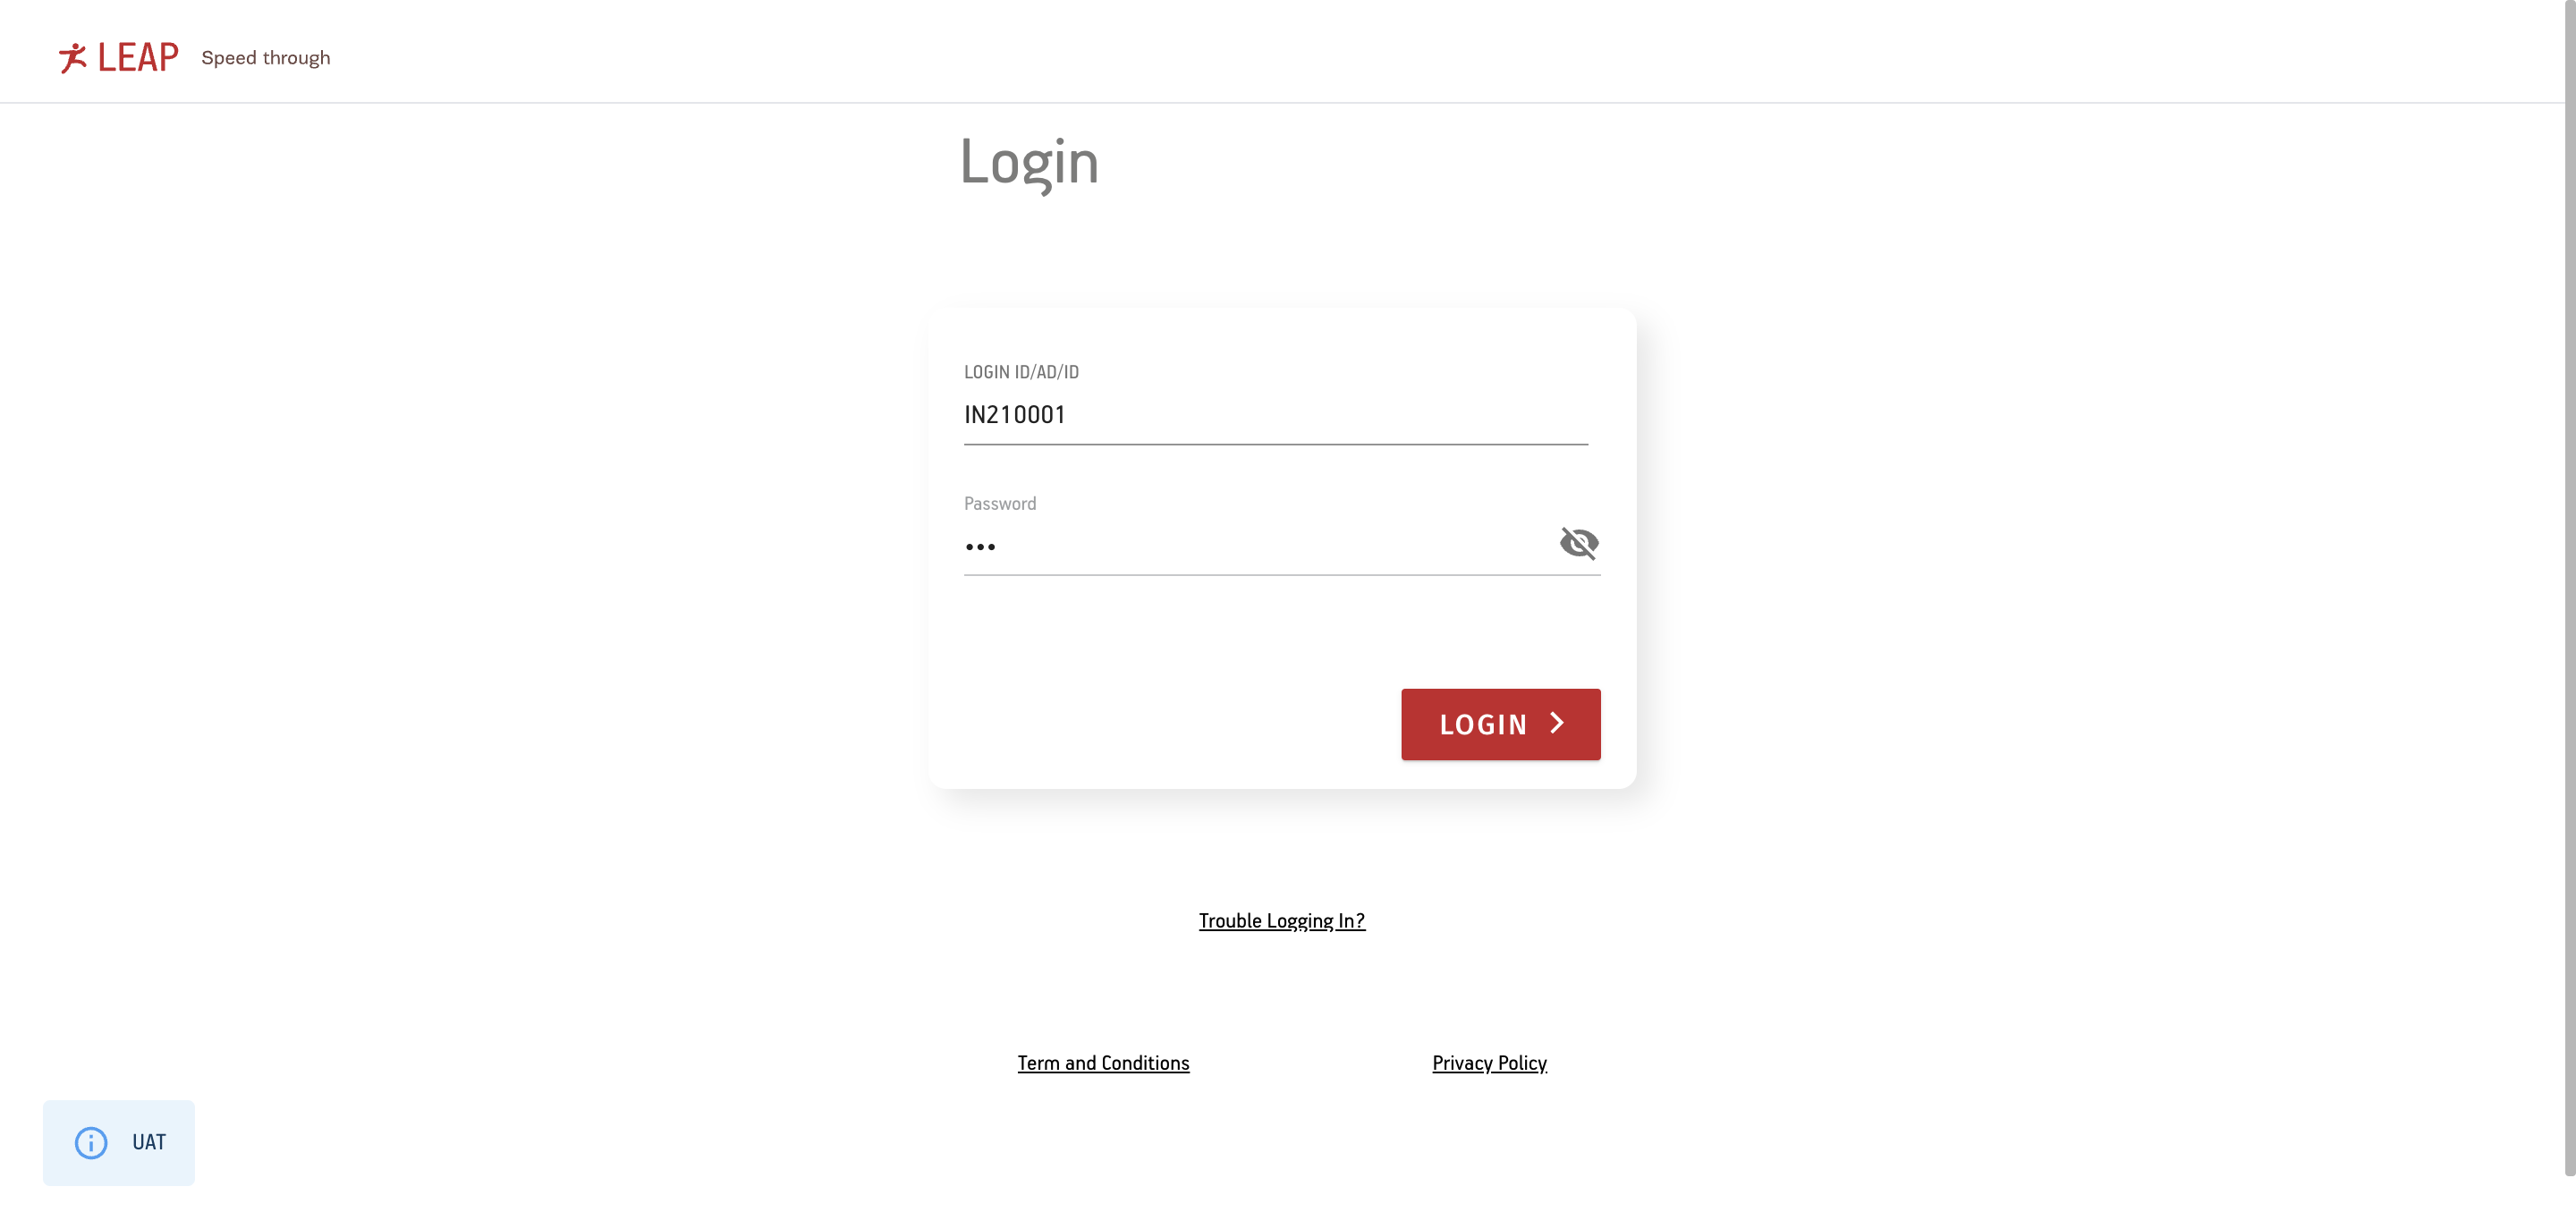 LEAP Speed through
Login
LOGIN ID/AD/ID
IN210001
Password
•••
LOGIN
Trouble Logging In?
Term and Conditions Privacy Policy
UAT